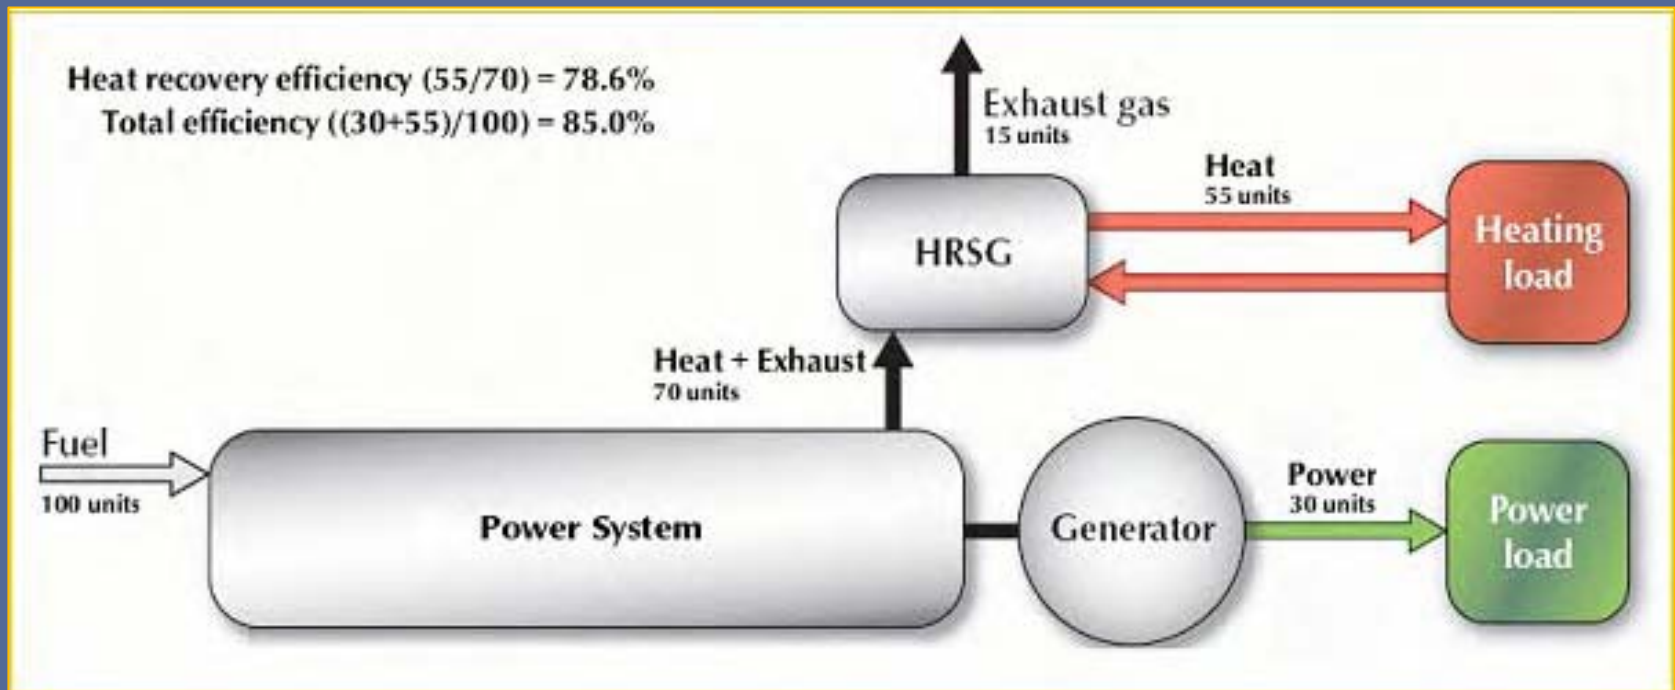 Heat recovery efficiency (55/70) = 78.6%
Total efficiency ((30+55)/100) = 85.0%
Exhaust gas
15 units
Heat
55 units
HRSG
Heating
load
Heat + Exhaust
70 units
Fuel
100 units
Power System
Generator
Power
30 units
Power
load